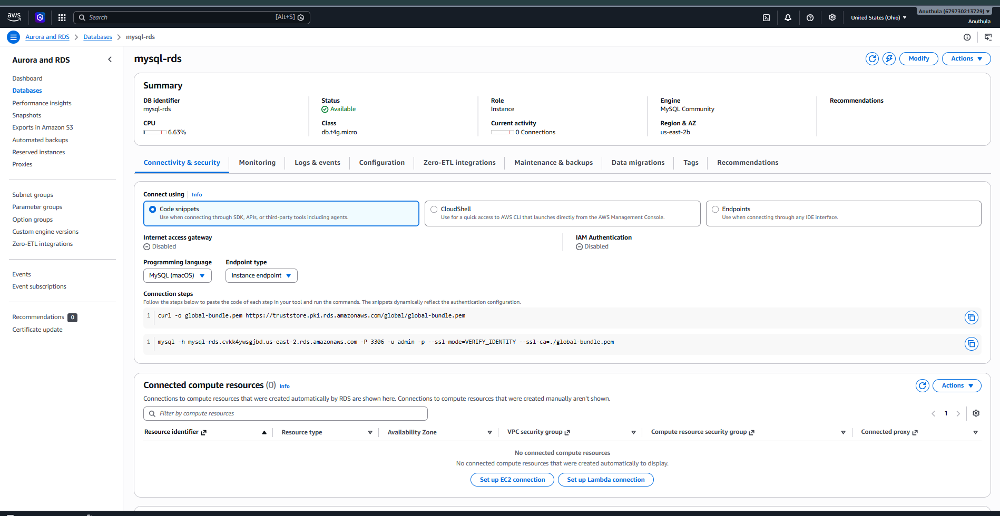 aws
Search [Alt+S]
United States (Ohio)
Anuthula (679730213729)
Anuthula
Aurora and RDS
Databases
mysql-rds
Aurora and RDS
Dashboard
Databases
Performance insights
Snapshots
Exports in Amazon S3
Automated backups
Reserved instances
Proxies
Subnet groups
Parameter groups
Option groups
Custom engine versions
Zero-ETL integrations
Events
Event subscriptions
Recommendations 0
Certificate update
mysql-rds
Modify
Actions
Summary
DB identifier
mysql-rds
CPU
6.63%
Status
Available
Class
db.t4g.micro
Role
Instance
Current activity
0 Connections
Engine
MySQL Community
Region & AZ
us-east-2b
Recommendations
Connectivity & security
Monitoring
Logs & events
Configuration
Zero-ETL integrations
Maintenance & backups
Data migrations
Tags
Recommendations
Connect using
Info
Code snippets
Use when connecting through SDK, APIs, or third-party tools including agents.
CloudShell
Use for a quick access to AWS CLI that launches directly from the AWS Management Console.
Endpoints
Use when connecting through any IDE interface.
Internet access gateway
Disabled
IAM Authentication
Disabled
Programming language
MySQL (macOS)
Endpoint type
Instance endpoint
Connection steps
Follow the steps below to paste the code of each step in your tool and run the commands. The snippets dynamically reflect the authentication configuration.
1 curl -o global-bundle.pem https://truststore.pki.rds.amazonaws.com/global/global-bundle.pem
1 mysql -h mysql-rds.cvkk4ywsgjbd.us-east-2.rds.amazonaws.com -P 3306 -u admin -p --ssl-mode=VERIFY_IDENTITY --ssl-ca=./global-bundle.pem
Connected compute resources (0) Info
Actions
Connections to compute resources that were created automatically by RDS are shown here. Connections to compute resources that were created manually aren't shown.
Filter by compute resources
1
Resource identifier
Resource type
Availability Zone
VPC security group
Compute resource security group
Connected proxy
No connected compute resources
No connected compute resources that were created automatically to display.
Set up EC2 connection
Set up Lambda connection